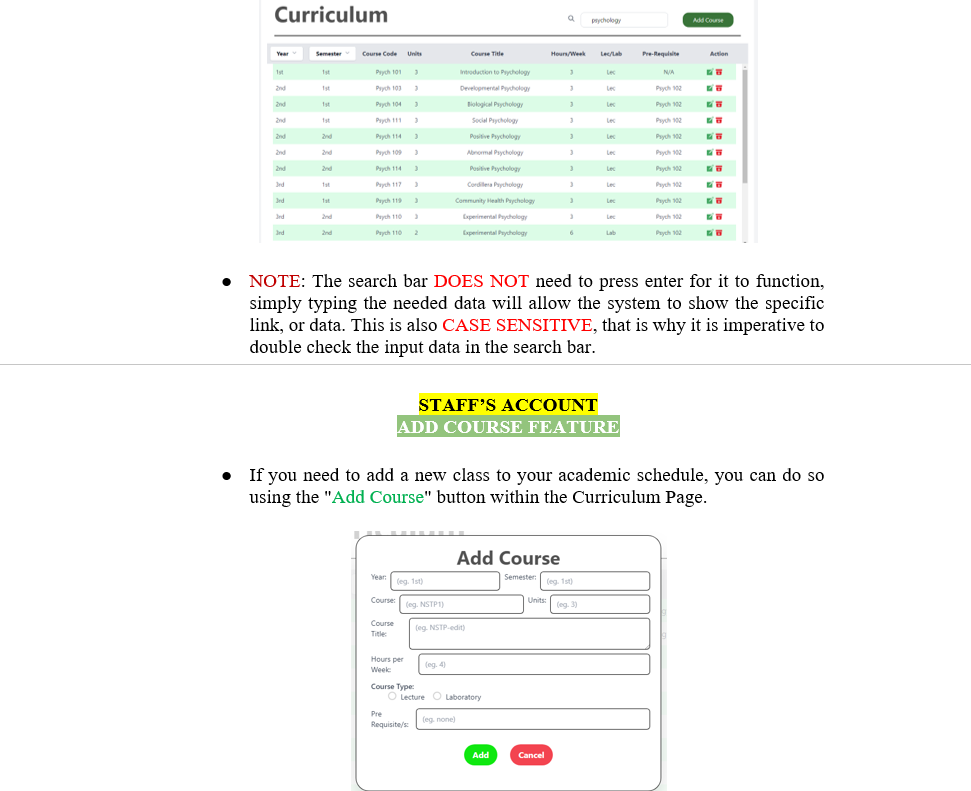 Curriculum
psychology
Add Course
Year Semester Course Code Units Course Title Hours/Week Lec/Lab Pre-Requisite Action
1st 1st Psych 101 3 Introduction to Psychology 3 Lec N/A
2nd 1st Psych 103 3 Developmental Psychology 3 Lec Psych 102
2nd 1st Psych 104 3 Biological Psychology 3 Lec Psych 102
2nd 1st Psych 111 3 Social Psychology 3 Lec Psych 102
2nd 2nd Psych 114 3 Positive Psychology 3 Lec Psych 102
2nd 2nd Psych 109 3 Abnormal Psychology 3 Lec Psych 102
2nd 2nd Psych 114 3 Positive Psychology 3 Lec Psych 102
3rd 1st Psych 117 3 Cordillera Psychology 3 Lec Psych 102
3rd 1st Psych 119 3 Community Health Psychology 3 Lec Psych 102
3rd 2nd Psych 110 3 Experimental Psychology 3 Lec Psych 102
3rd 2nd Psych 110 2 Experimental Psychology 6 Lab Psych 102
● NOTE: The search bar DOES NOT need to press enter for it to function,
simply typing the needed data will allow the system to show the specific
link, or data. This is also CASE SENSITIVE, that is why it is imperative to
double check the input data in the search bar.
STAFF’S ACCOUNT
ADD COURSE FEATURE
● If you need to add a new class to your academic schedule, you can do so
using the "Add Course" button within the Curriculum Page.
Add Course
Year: (eg. 1st) Semester: (eg. 1st)
Course: (eg. NSTP1) Units: (eg. 3)
Course
Title: (eg. NSTP-edit)
Hours per
Week: (eg. 4)
Course Type:
Lecture Laboratory
Pre
Requisite/s: (eg. none)
Add Cancel